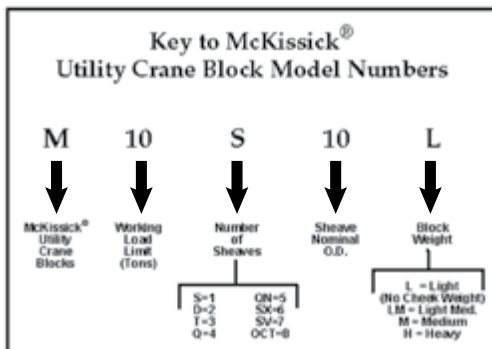 Key to McKissick®
Utility Crane Block Model Numbers
M 10 S 10 L
McKissick®
Utility
Crane
Blocks
Working
Load
Limit
(Tons)
Number
of
Sheaves
Sheave
Nominal
O.D.
Block
Weight
S=1 QN=5
D=2 SX=6
T=3 SV=7
Q=4 OCT=8
L = Light
(No Cheek Weight)
LM = Light Med.
M = Medium
H = Heavy